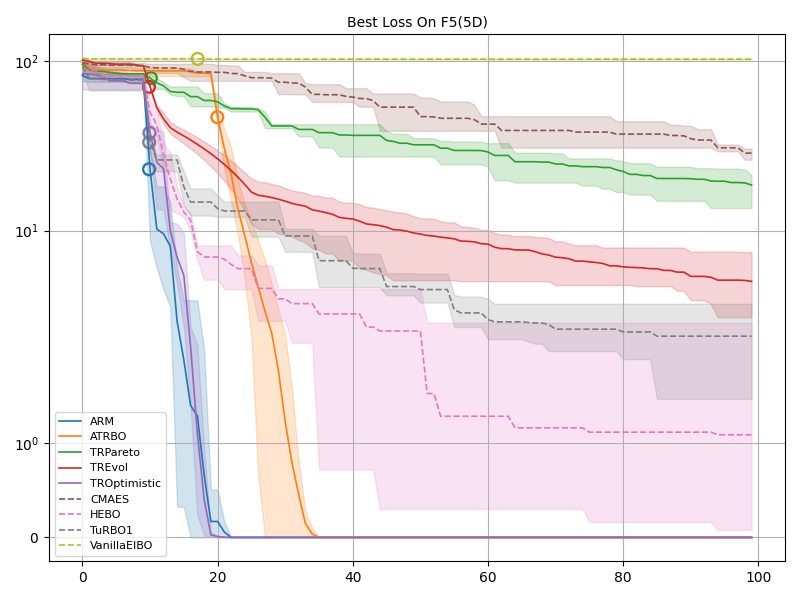 Best Loss On F5(5D)
10²
10¹
10⁰
0
ARM
ATRBO
TRPareto
TREvol
TROptimistic
CMAES
HEBO
TuRBO1
VanillaEIBO
0 20 40 60 80 100